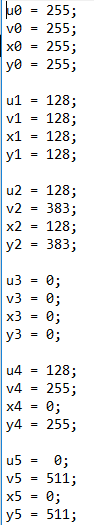 u0 = 255;
v0 = 255;
x0 = 255;
y0 = 255;

u1 = 128;
v1 = 128;
x1 = 128;
y1 = 128;

u2 = 128;
v2 = 383;
x2 = 128;
y2 = 383;

u3 = 0;
v3 = 0;
x3 = 0;
y3 = 0;

u4 = 128;
v4 = 255;
x4 = 0;
y4 = 255;

u5 =  0;
v5 = 511;
x5 = 0;
y5 = 511;